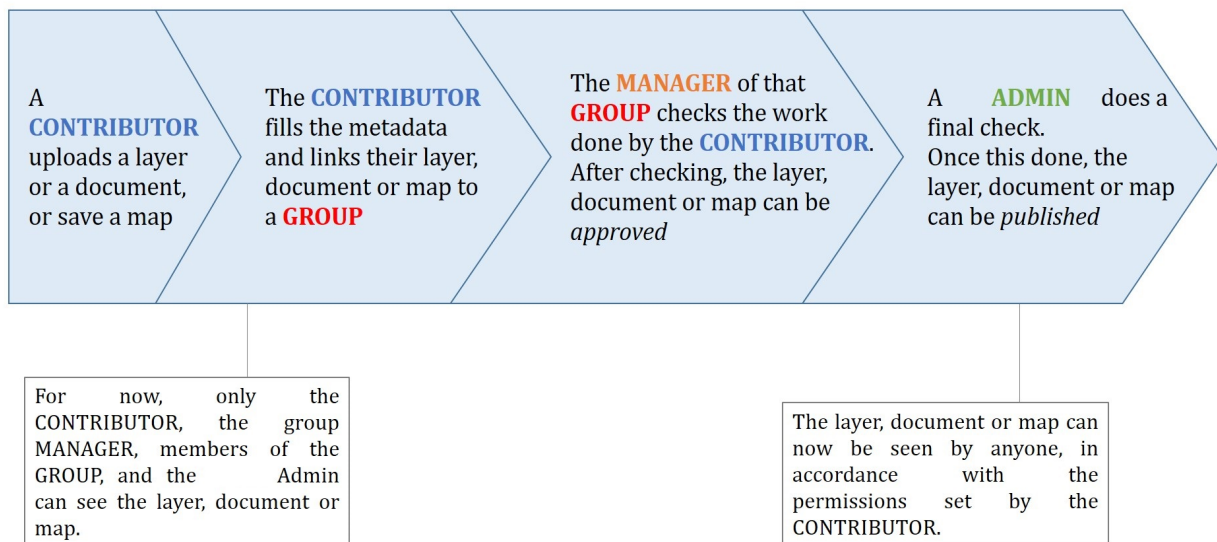 A
CONTRIBUTOR
uploads a layer
or a document,
or save a map
The CONTRIBUTOR
fills the metadata
and links their layer,
document or map to
a GROUP
The MANAGER of that
GROUP checks the work
done by the CONTRIBUTOR.
After checking, the layer,
document or map can be
approved
A ADMIN does a
final check.
Once this done, the
layer, document or map
can be published
For now, only the
CONTRIBUTOR, the group
MANAGER, members of the
GROUP, and the Admin
can see the layer, document or
map.
The layer, document or map can
now be seen by anyone, in
accordance with the
permissions set by the
CONTRIBUTOR.